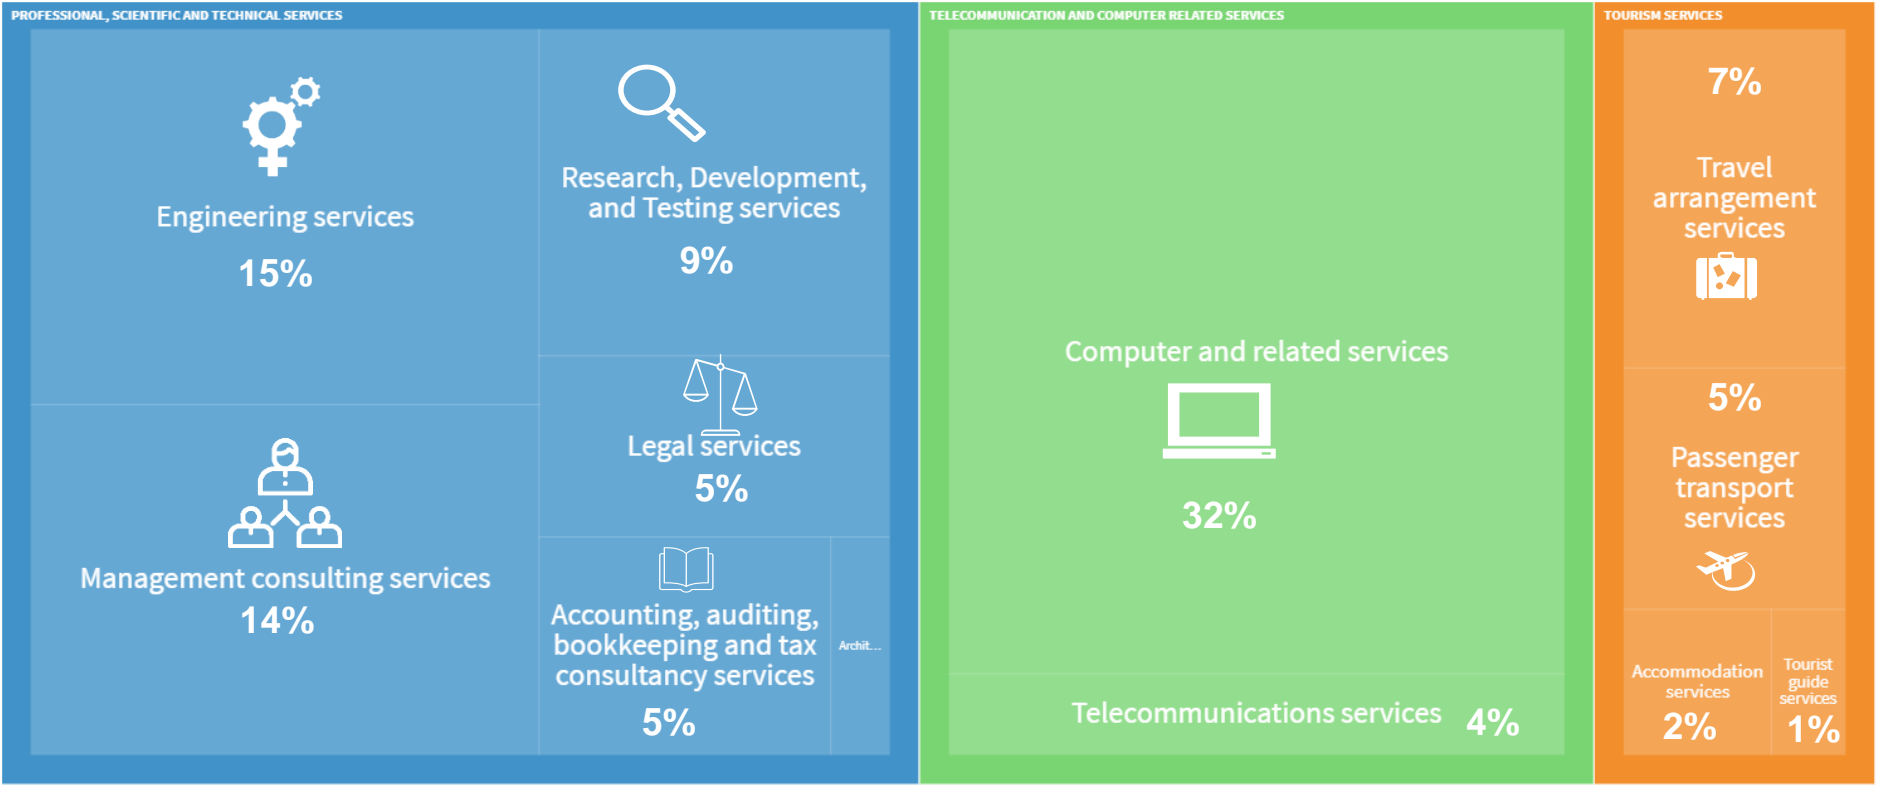 PROFESSIONAL, SCIENTIFIC AND TECHNICAL SERVICES
Engineering services
15%
Management consulting services
14%
Research, Development,
and Testing services
9%
Legal services
5%
Accounting, auditing,
bookkeeping and tax
consultancy services
5%
Archit...
TELECOMMUNICATION AND COMPUTER RELATED SERVICES
Computer and related services
32%
Telecommunications services 4%
TOURISM SERVICES
7%
Travel
arrangement
services
5%
Passenger
transport
services
Accommodation
services
2%
Tourist
guide
services
1%